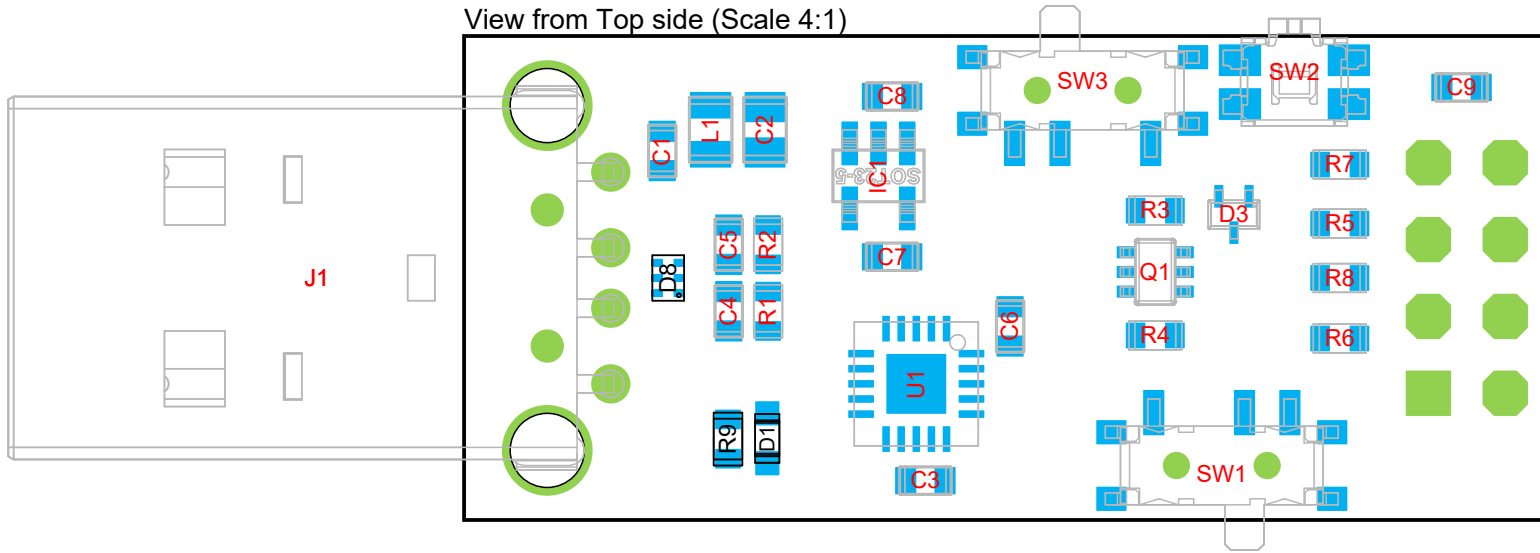 View from Top side (Scale 4:1)
SW3
SW2
C8
C9
C1
L1
C2
SOT23-5
IC1
R7
R3
D3
R5
C5
R2
C7
J1
D8
Q1
R8
C4
R1
C6
R4
R6
U1
R9
D1
SW1
C3